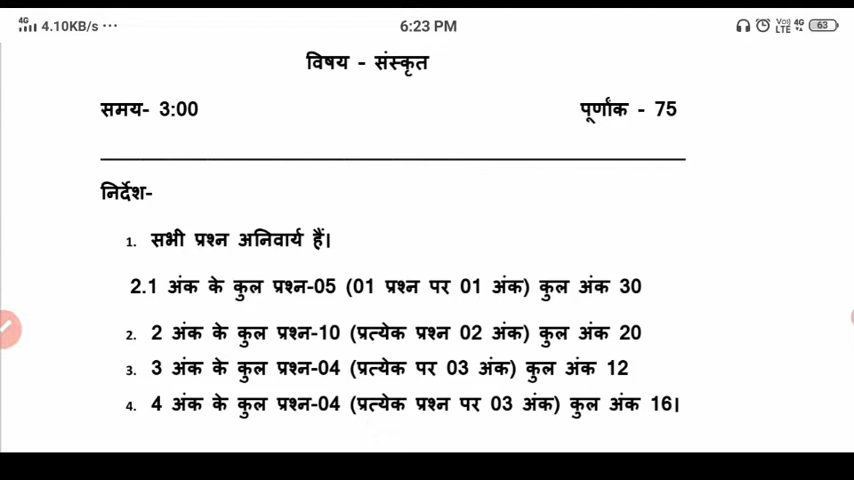 4G 4.10KB/s ··· 6:23 PM Vo) LTE 4G 63
विषय - संस्कृत
समय- 3:00 पूर्णांक - 75
निर्देश-
1. सभी प्रश्न अनिवार्य हैं।
2.1 अंक के कुल प्रश्न-05 (01 प्रश्न पर 01 अंक) कुल अंक 30
2. 2 अंक के कुल प्रश्न-10 (प्रत्येक प्रश्न 02 अंक) कुल अंक 20
3. 3 अंक के कुल प्रश्न-04 (प्रत्येक पर 03 अंक) कुल अंक 12
4. 4 अंक के कुल प्रश्न-04 (प्रत्येक प्रश्न पर 03 अंक) कुल अंक 16।